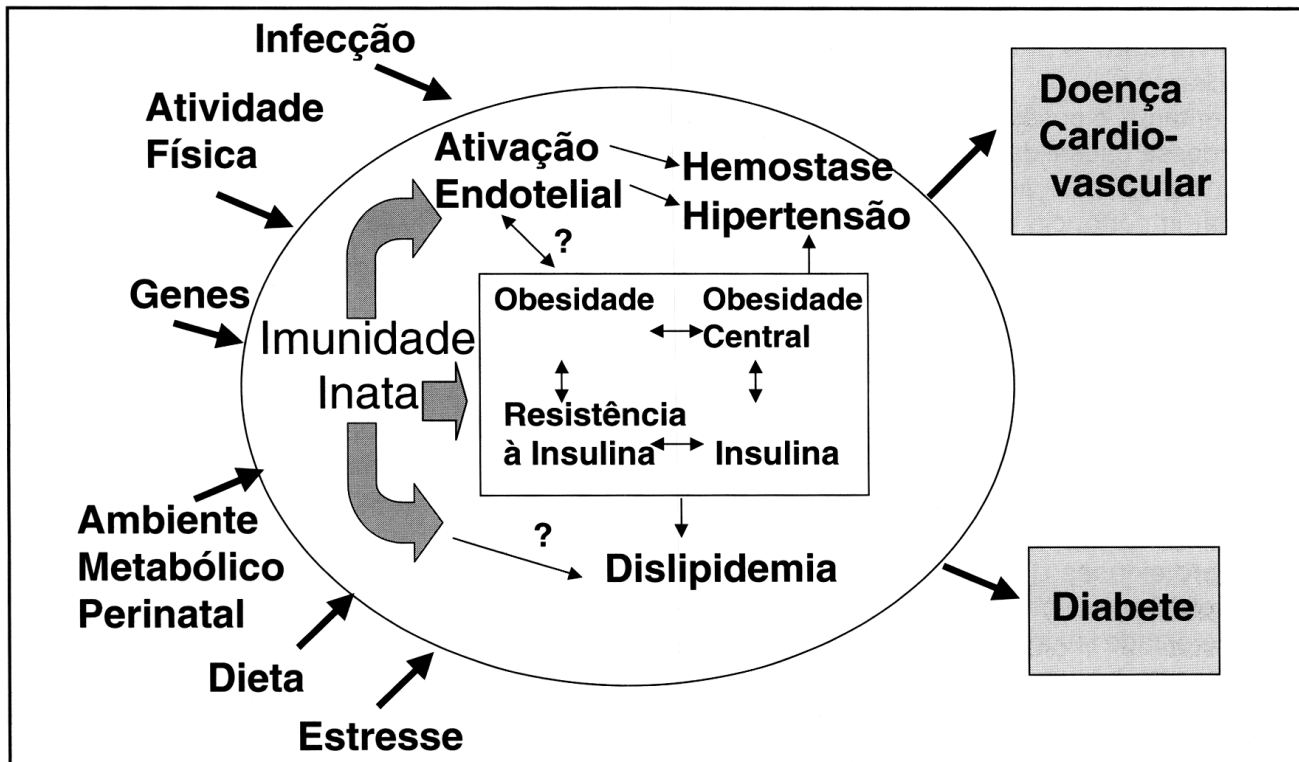 Infecção
Atividade
Física
Genes
Ambiente
Metabólico
Perinatal
Dieta
Estresse
Imunidade
Inata
Ativação
Endotelial
Hemostase
Hipertensão
?
Obesidade
Obesidade
Central
Resistência
à Insulina
Insulina
?
Dislipidemia
Doença
Cardio-
vascular
Diabete